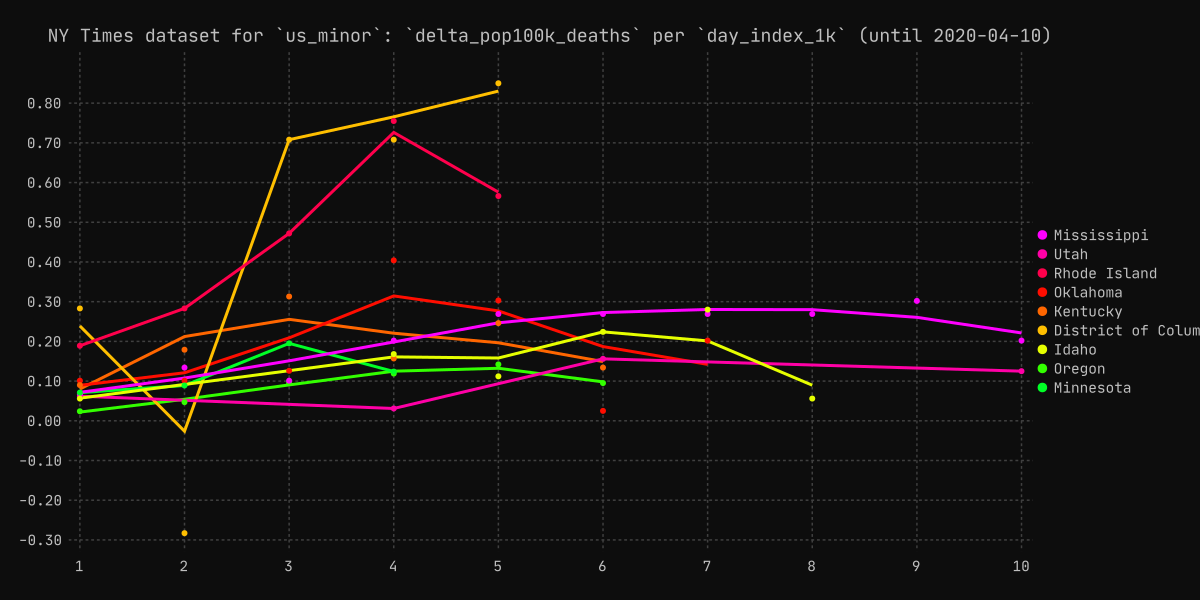 NY Times dataset for `us_minor`: `delta_pop100k_deaths` per `day_index_1k` (until 2020-04-10)
0.80
0.70
0.60
0.50
0.40
0.30
0.20
0.10
0.00
-0.10
-0.20
-0.30
1 2 3 4 5 6 7 8 9 10
Mississippi
Utah
Rhode Island
Oklahoma
Kentucky
District of Colum
Idaho
Oregon
Minnesota